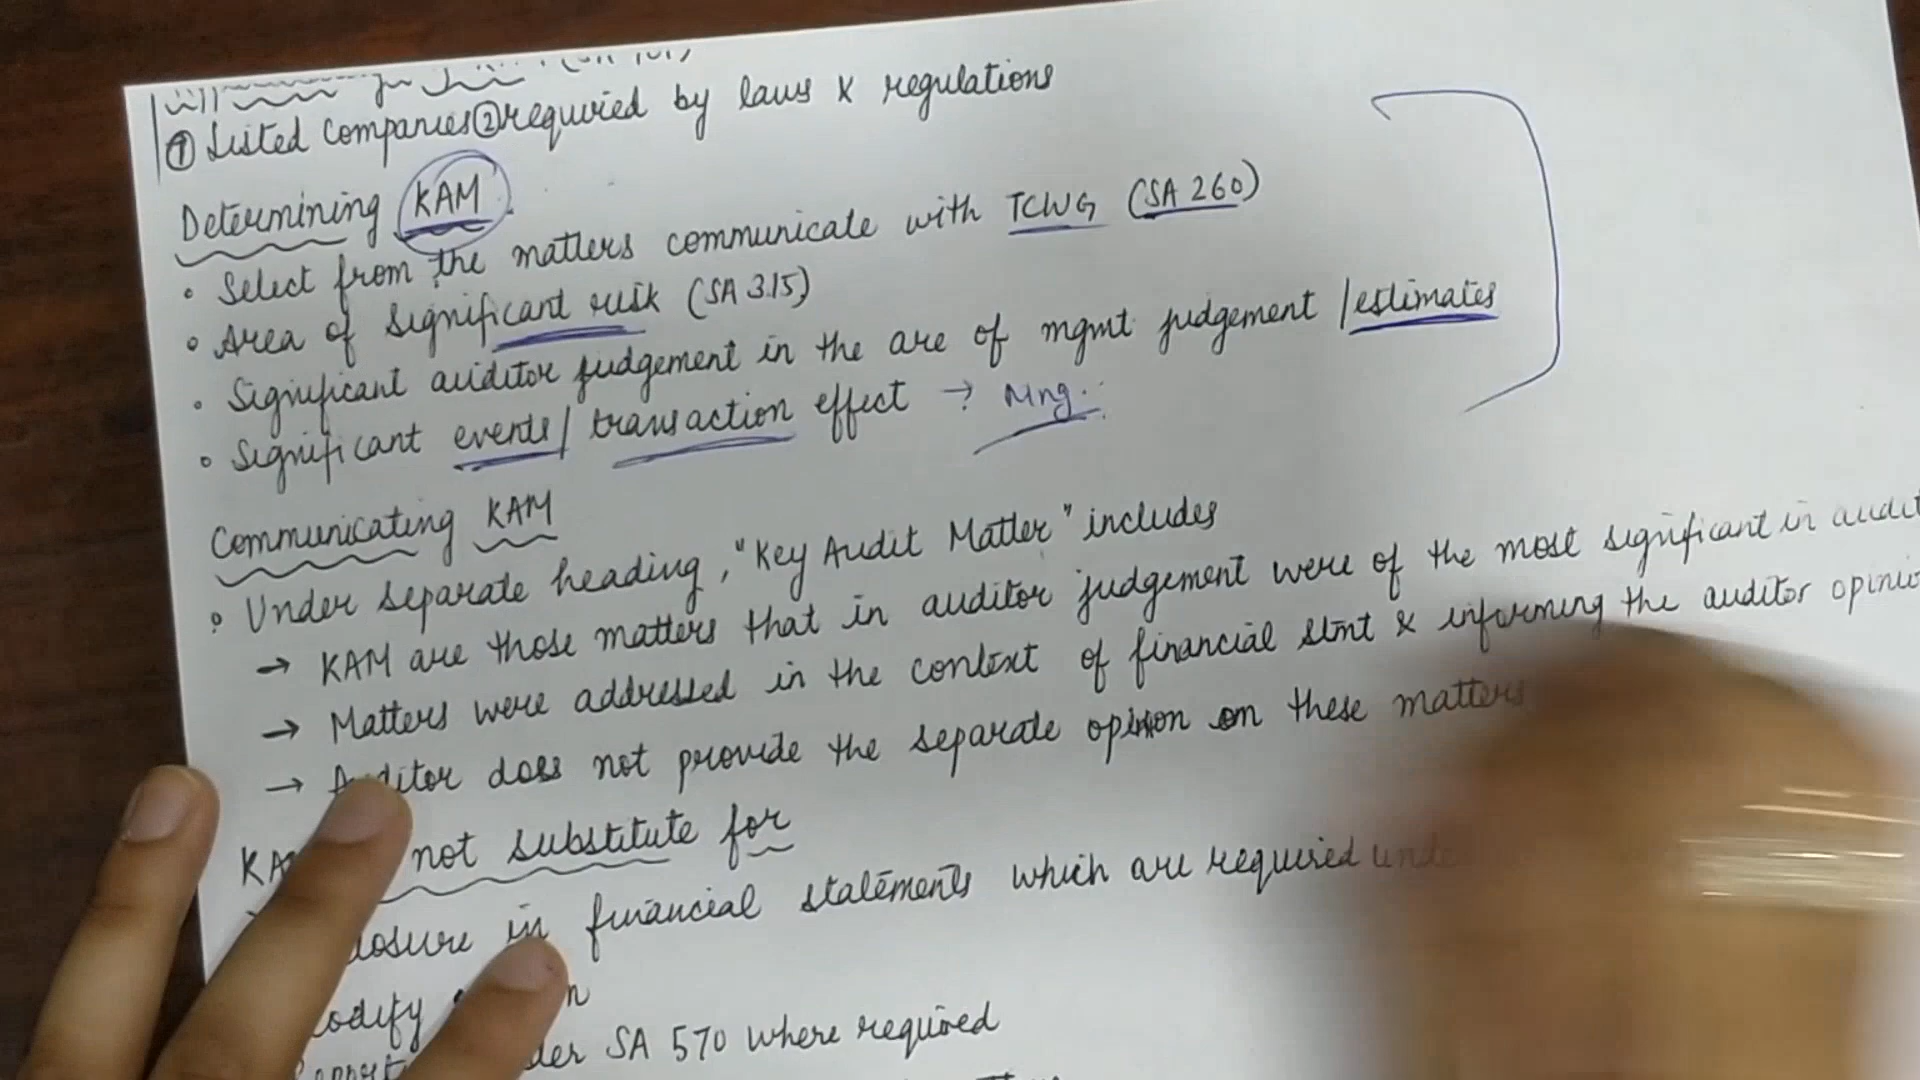 ① Listed Companies ② required by laws & regulations
Determining KAM
• Select from the matters communicate with TCWG (SA 260)
• Area of significant risk (SA 315)
• Significant auditor judgement in the are of mgmt judgement / estimates
• Significant events / transaction effect → Mng.
Communicating KAM
• Under separate heading, "Key Audit Matter" includes
→ KAM are those matters that in auditor judgement were of the most significant in audit
→ Matters were addressed in the context of financial stmt & informing the auditor
→ Auditor does not provide the separate opinion on these matters
not substitute for
in financial statements which are required
SA 570 where required